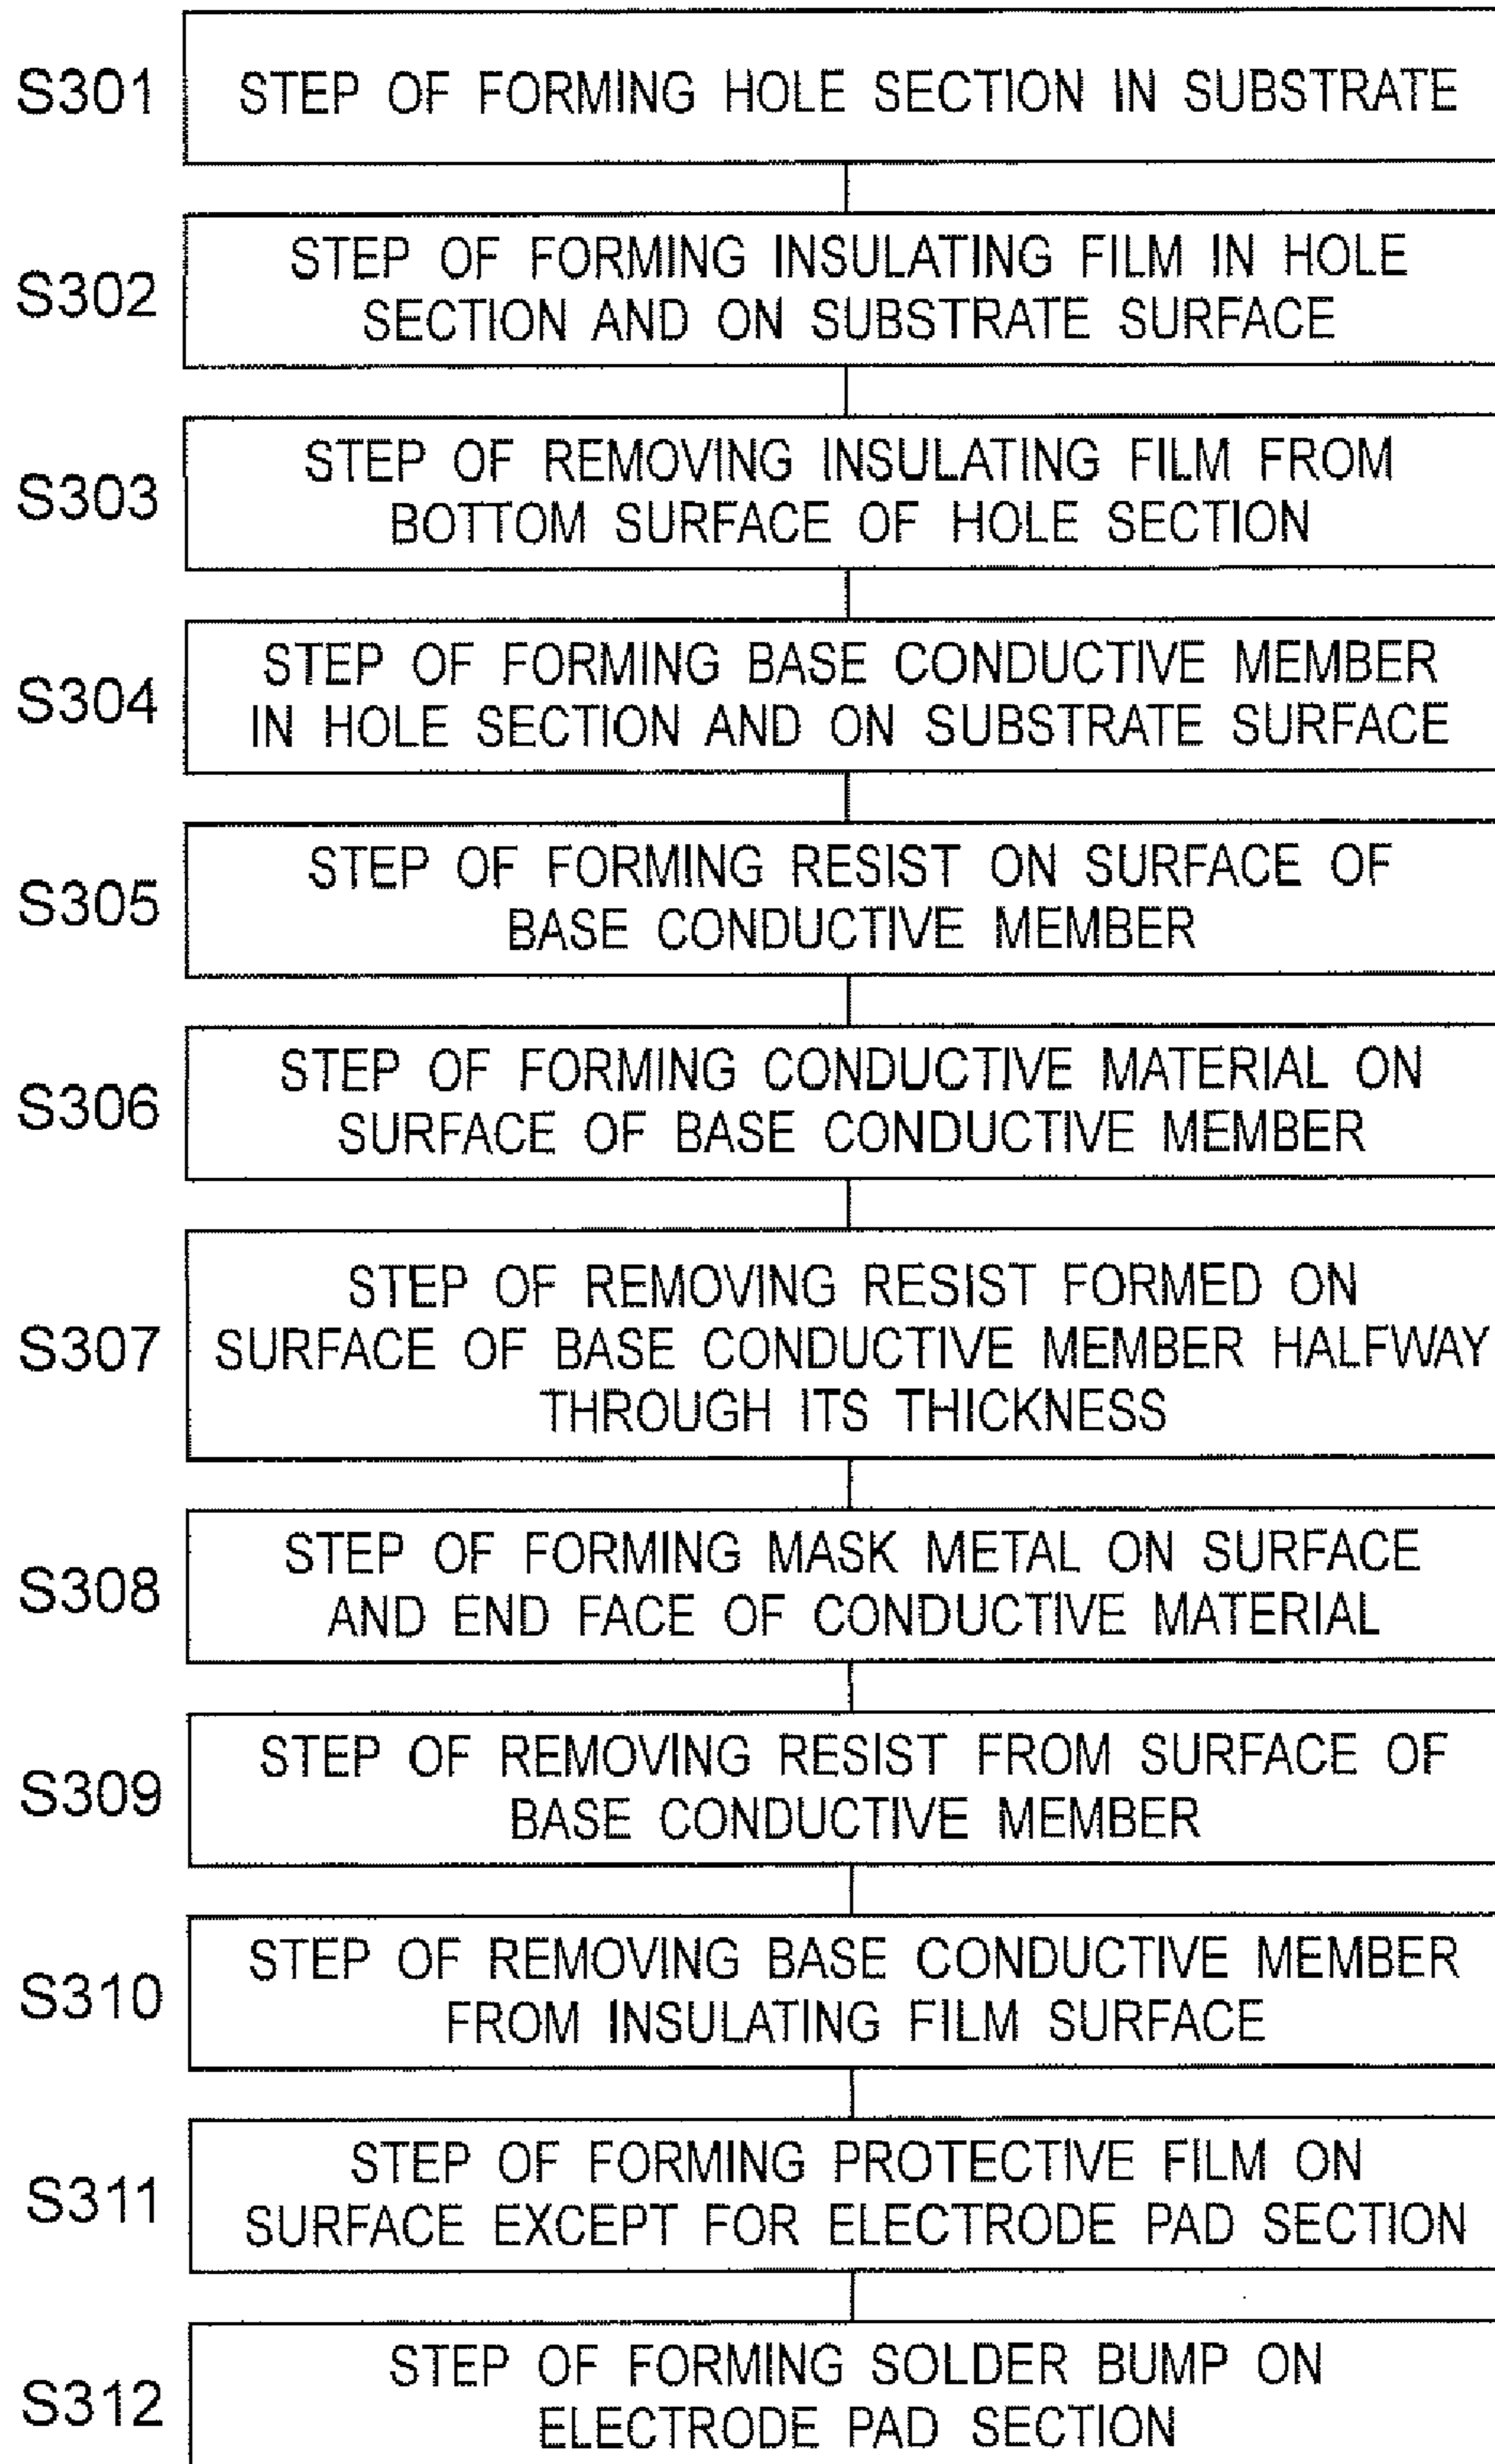 S301
STEP OF FORMING HOLE SECTION IN SUBSTRATE
S302
STEP OF FORMING INSULATING FILM IN HOLE
SECTION AND ON SUBSTRATE SURFACE
S303
STEP OF REMOVING INSULATING FILM FROM
BOTTOM SURFACE OF HOLE SECTION
S304
STEP OF FORMING BASE CONDUCTIVE MEMBER
IN HOLE SECTION AND ON SUBSTRATE SURFACE
S305
STEP OF FORMING RESIST ON SURFACE OF
BASE CONDUCTIVE MEMBER
S306
STEP OF FORMING CONDUCTIVE MATERIAL ON
SURFACE OF BASE CONDUCTIVE MEMBER
S307
STEP OF REMOVING RESIST FORMED ON
SURFACE OF BASE CONDUCTIVE MEMBER HALFWAY
THROUGH ITS THICKNESS
S308
STEP OF FORMING MASK METAL ON SURFACE
AND END FACE OF CONDUCTIVE MATERIAL
S309
STEP OF REMOVING RESIST FROM SURFACE OF
BASE CONDUCTIVE MEMBER
S310
STEP OF REMOVING BASE CONDUCTIVE MEMBER
FROM INSULATING FILM SURFACE
S311
STEP OF FORMING PROTECTIVE FILM ON
SURFACE EXCEPT FOR ELECTRODE PAD SECTION
S312
STEP OF FORMING SOLDER BUMP ON
ELECTRODE PAD SECTION